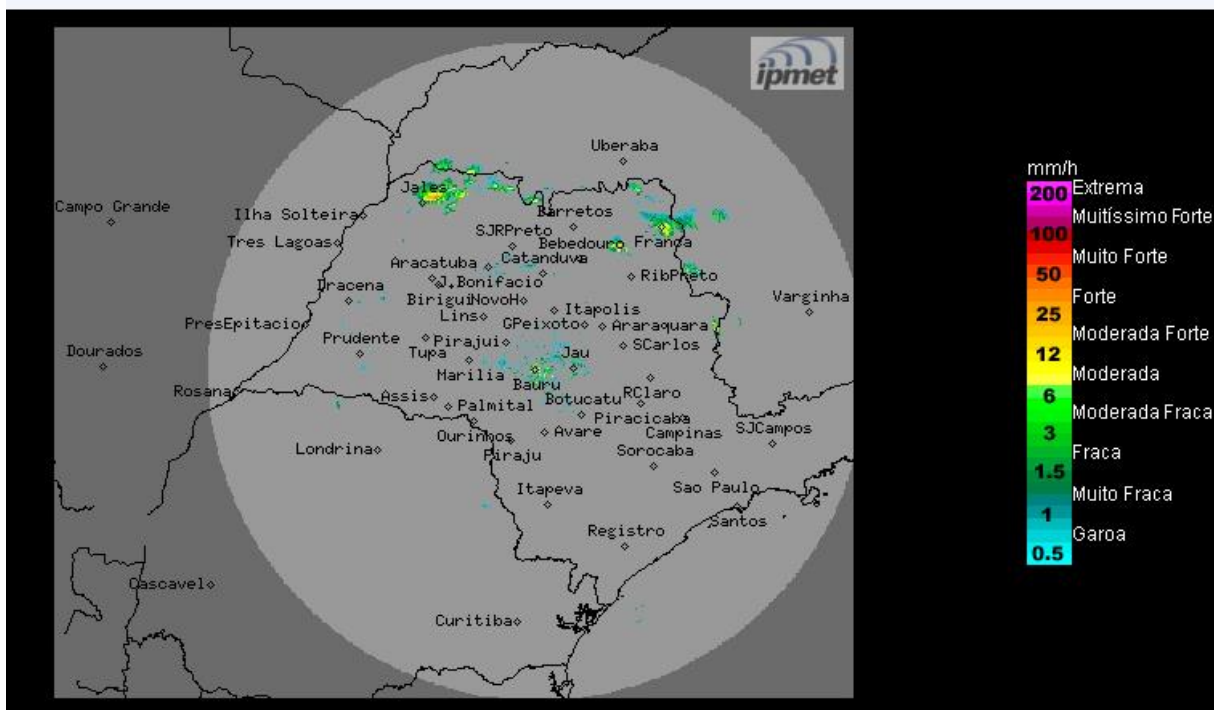 ipmet
Uberaba
Jales
Campo Grande
Ilha Solteira
Barretos
SJRPreto
Tres Lagoas
Bebedouro
Franca
Catanduva
Aracatuba
J.Bonifacio
RibPreto
Dracena
Varginha
Birigui
NovoH
Itapolis
Lins
PresEpitacio
GPeixoto
Araraquara
Prudente
Pirajui
SCarlos
Dourados
Tupa
Jau
Marilia
Bauru
Rosana
Assis
Botucatu
RClaro
Palmital
Piracicaba
Ourinhos
Avare
Campinas
SJCampos
Londrina
Piraju
Sorocaba
Itapeva
Sao Paulo
Santos
Registro
Cascavel
Curitiba
mm/h
200 Extrema
Muitíssimo Forte
100
Muito Forte
50
Forte
25
Moderada Forte
12
Moderada
6
Moderada Fraca
3
Fraca
1.5
Muito Fraca
1
Garoa
0.5